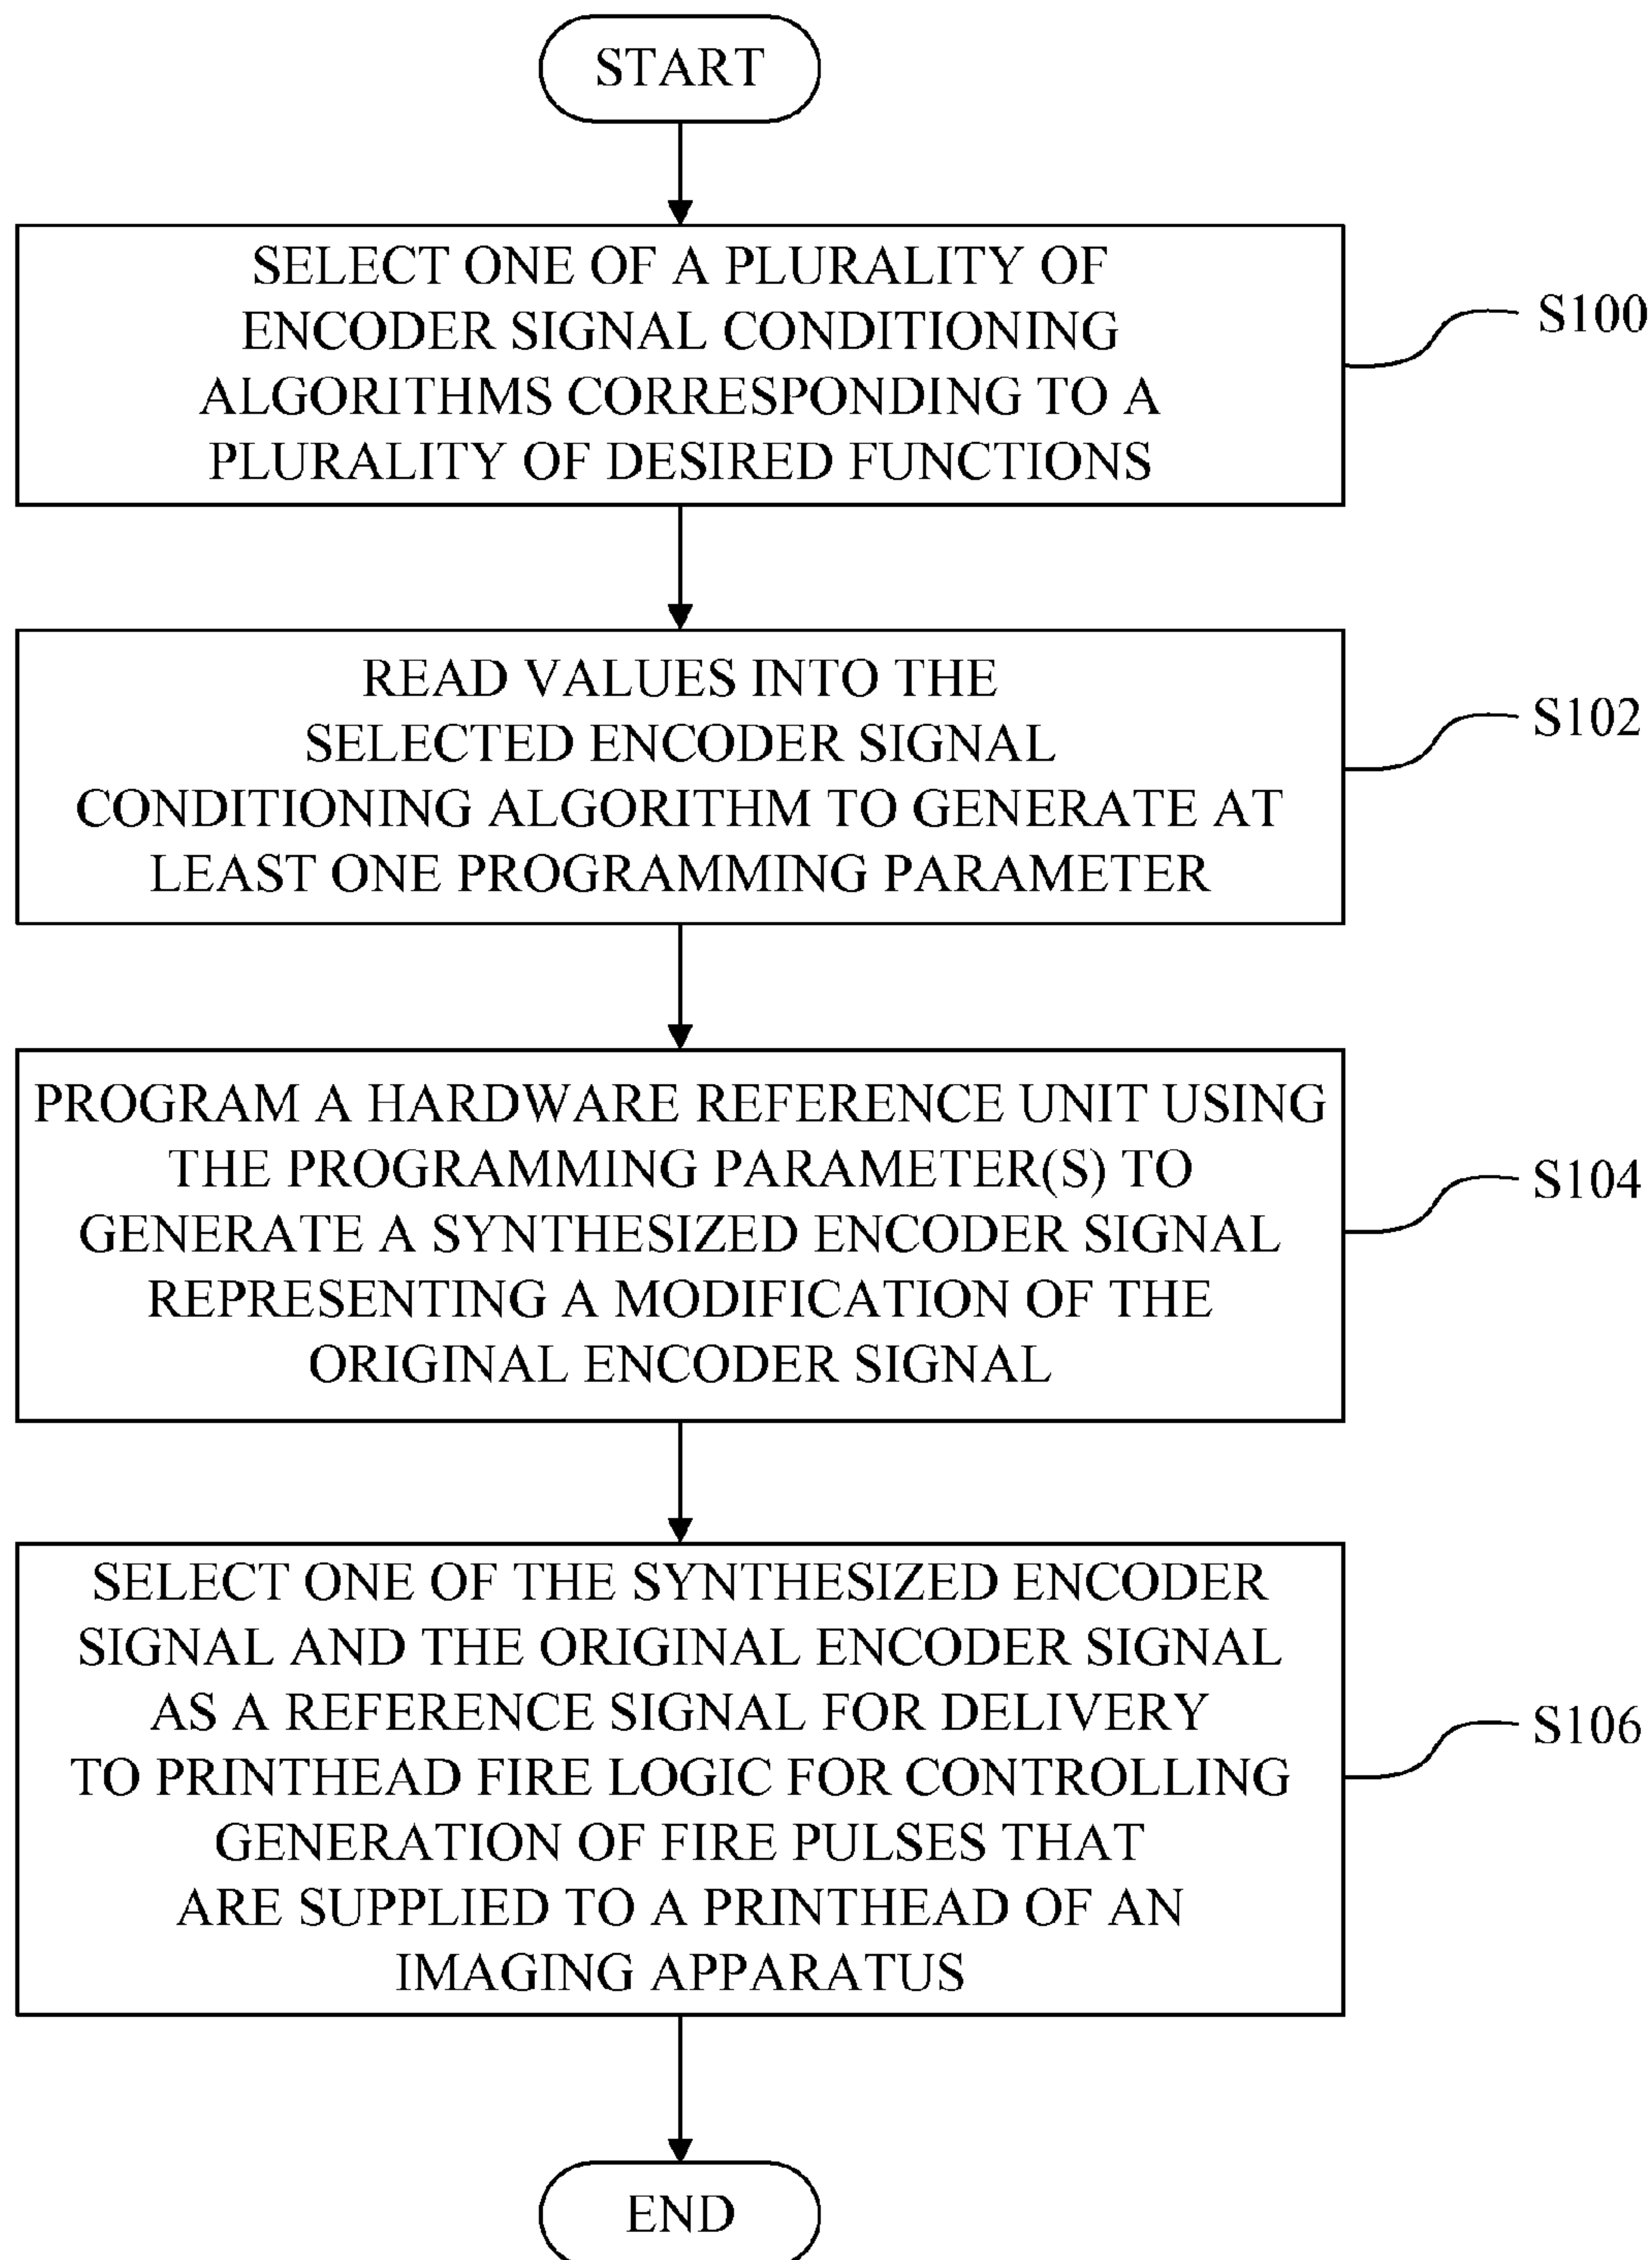 START
SELECT ONE OF A PLURALITY OF
ENCODER SIGNAL CONDITIONING
ALGORITHMS CORRESPONDING TO A
PLURALITY OF DESIRED FUNCTIONS
S100
READ VALUES INTO THE
SELECTED ENCODER SIGNAL
CONDITIONING ALGORITHM TO GENERATE AT
LEAST ONE PROGRAMMING PARAMETER
S102
PROGRAM A HARDWARE REFERENCE UNIT USING
THE PROGRAMMING PARAMETER(S) TO
GENERATE A SYNTHESIZED ENCODER SIGNAL
REPRESENTING A MODIFICATION OF THE
ORIGINAL ENCODER SIGNAL
S104
SELECT ONE OF THE SYNTHESIZED ENCODER
SIGNAL AND THE ORIGINAL ENCODER SIGNAL
AS A REFERENCE SIGNAL FOR DELIVERY
TO PRINTHEAD FIRE LOGIC FOR CONTROLLING
GENERATION OF FIRE PULSES THAT
ARE SUPPLIED TO A PRINTHEAD OF AN
IMAGING APPARATUS
S106
END